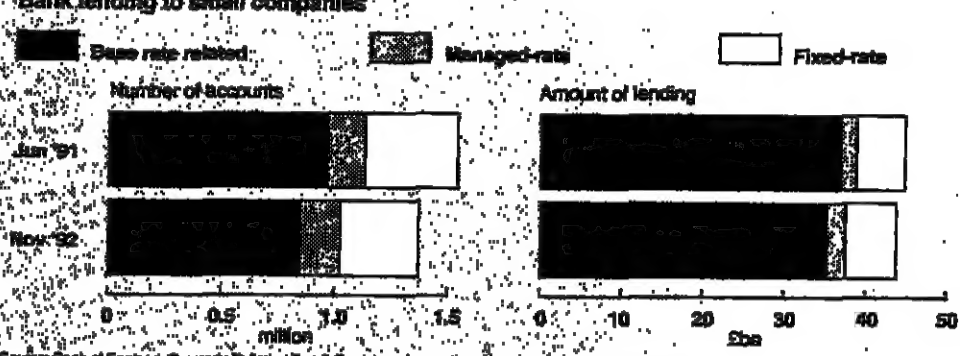 Bank lending to small companies
Base rate related Managed-rate Fixed-rate
Number of accounts Amount of lending
Jun '91
Nov. '92
0 0.5 1.0 1.5 0 10 20 30 40 50
million £bn